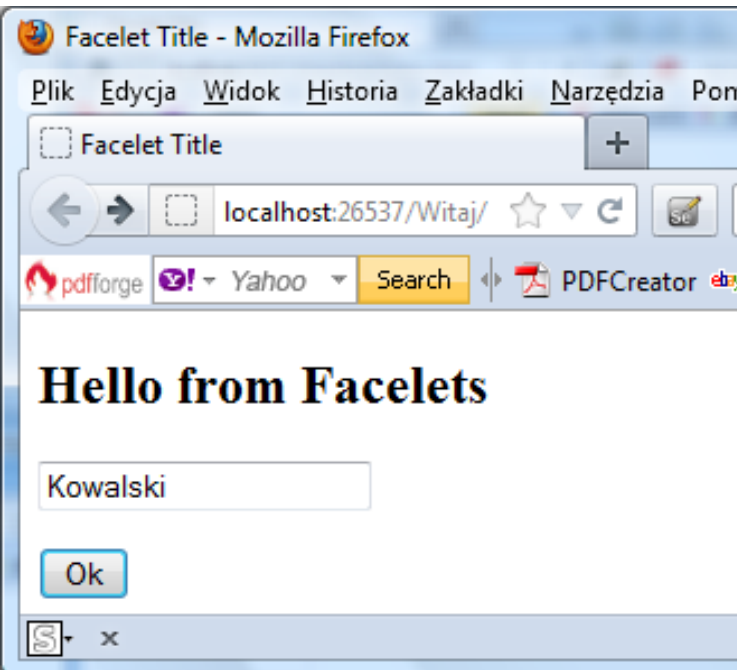 Facelet Title - Mozilla Firefox
Plik Edycja Widok Historia Zakładki Narzędzia
Facelet Title
localhost:26537/Witaj/
pdfforge Yahoo Search PDFCreator
Hello from Facelets
Kowalski
Ok
S